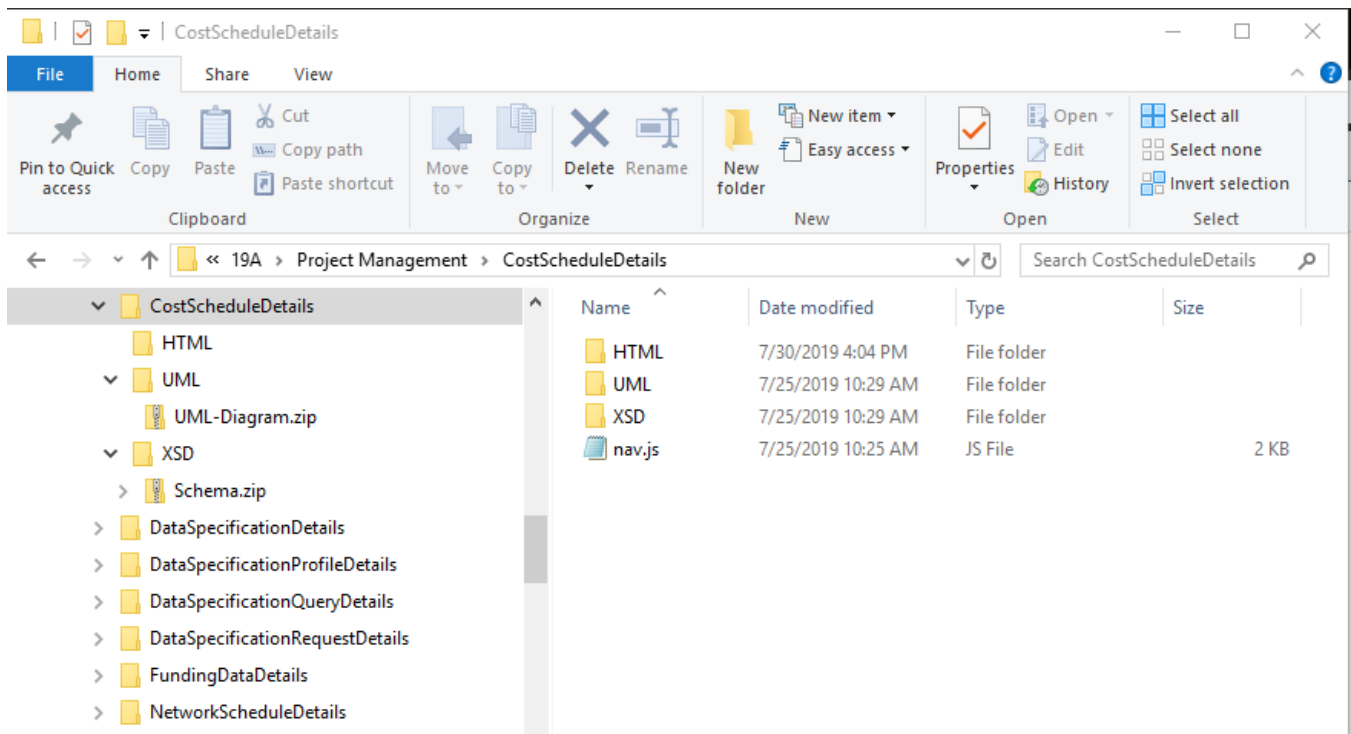 CostScheduleDetails
File Home Share View
Pin to Quick access
Copy
Paste
Cut
Copy path
Paste shortcut
Clipboard
Move to
Copy to
Delete
Rename
Organize
New folder
New item
Easy access
New
Properties
Open
Edit
History
Open
Select all
Select none
Invert selection
Select
« 19A > Project Management > CostScheduleDetails
Search CostScheduleDetails
CostScheduleDetails
HTML
UML
UML-Diagram.zip
XSD
Schema.zip
DataSpecificationDetails
DataSpecificationProfileDetails
DataSpecificationQueryDetails
DataSpecificationRequestDetails
FundingDataDetails
NetworkScheduleDetails
Name Date modified Type Size
HTML 7/30/2019 4:04 PM File folder
UML 7/25/2019 10:29 AM File folder
XSD 7/25/2019 10:29 AM File folder
nav.js 7/25/2019 10:25 AM JS File 2 KB